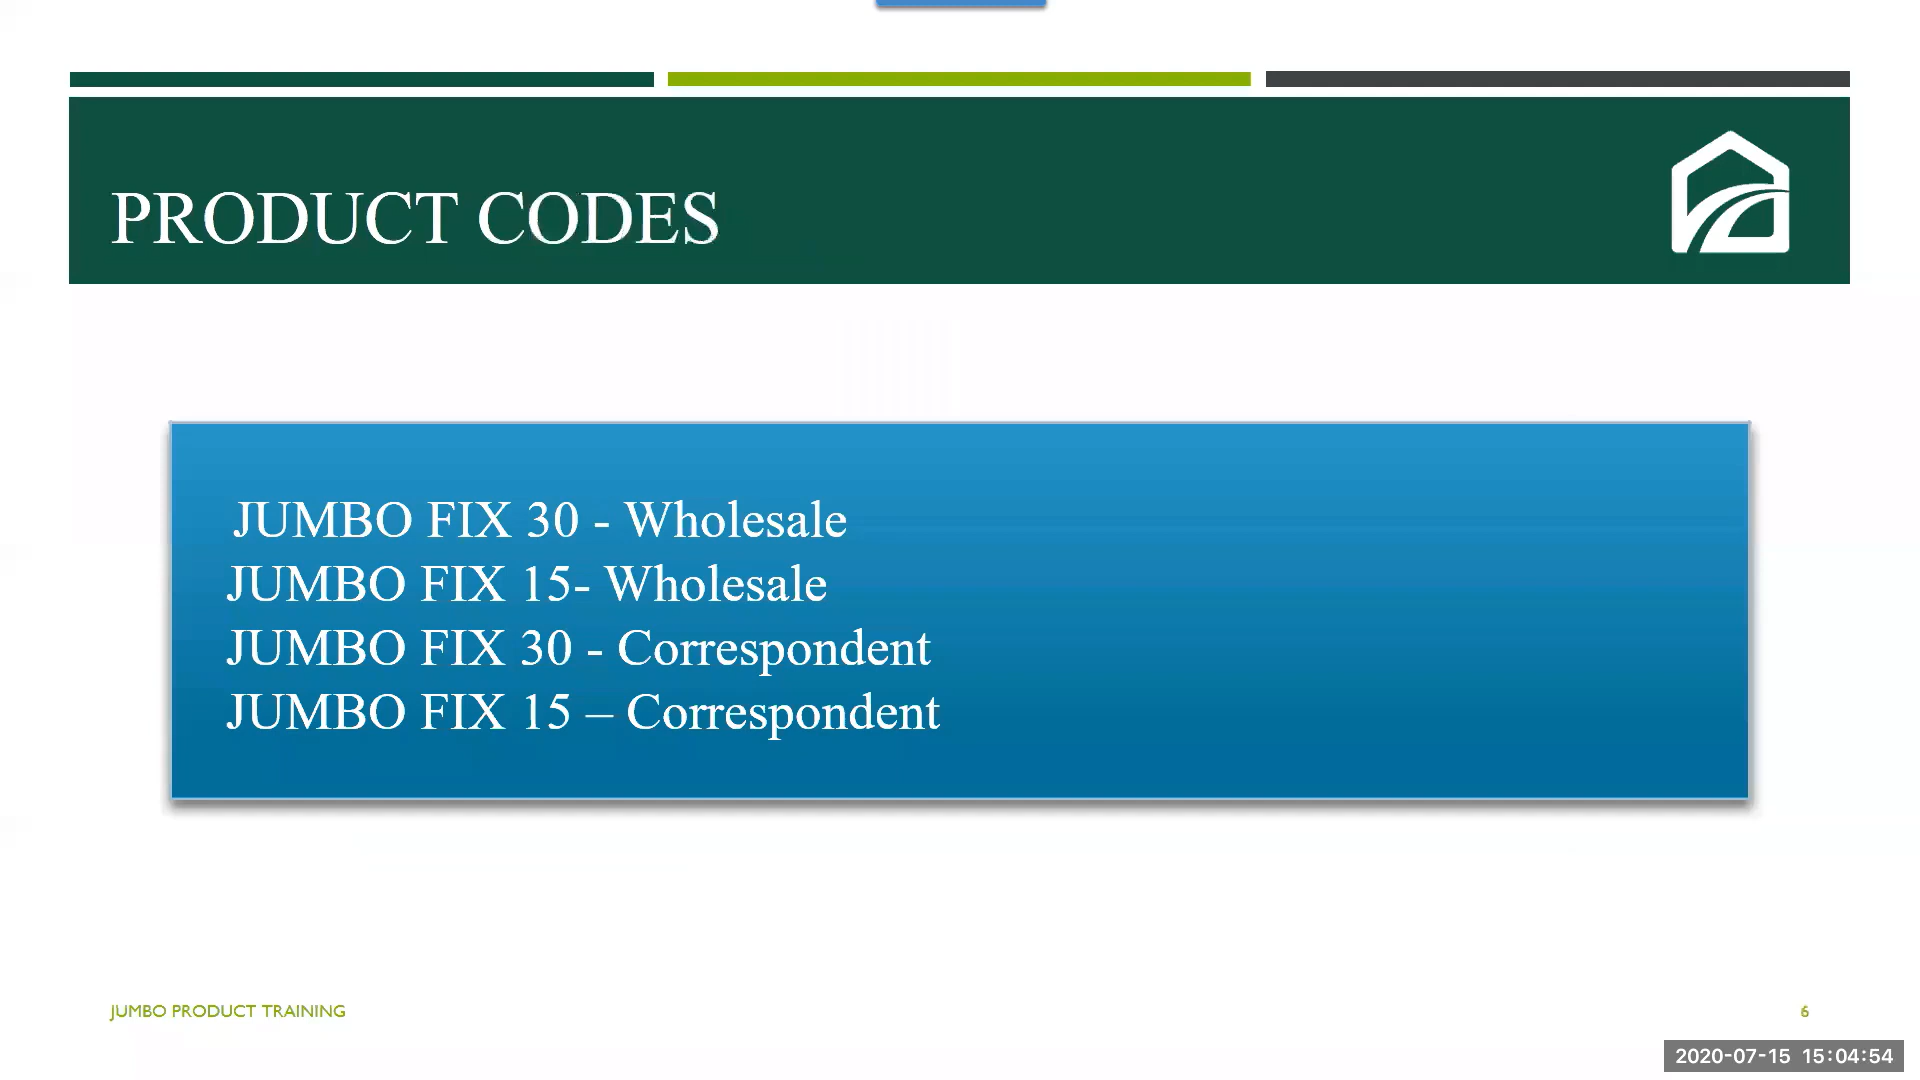 PRODUCT CODES
JUMBO FIX 30 - Wholesale
JUMBO FIX 15- Wholesale
JUMBO FIX 30 - Correspondent
JUMBO FIX 15 – Correspondent
JUMBO PRODUCT TRAINING
6
2020-07-15 15:04:54